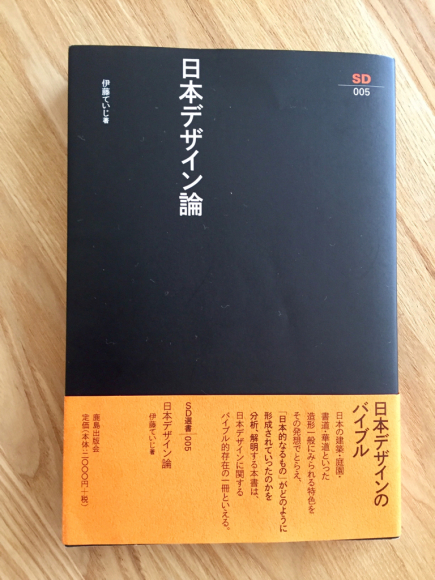 SD
005
日本デザイン論
伊藤ていじ著
日本デザインの
バイブル
日本の建築・庭園・
書道・華道といった
造形一般にみられる特色を
その発想でとらえ、
「日本的なるもの」がどのように
形成されていったのかを
分析、解明する本書は、
日本デザインに関する
バイブル的存在の一冊といえる。
SD選書 005
日本デザイン論
伊藤ていじ著
鹿島出版会
定価(本体二〇〇〇円+税)